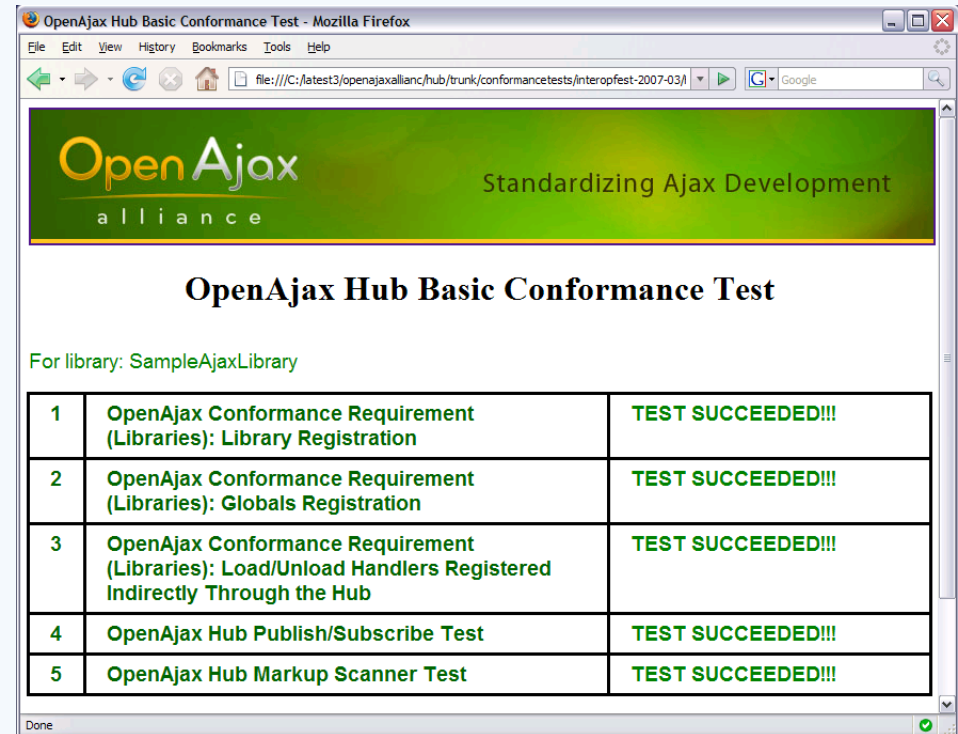 OpenAjax Hub Basic Conformance Test - Mozilla Firefox
File Edit View History Bookmarks Tools Help
file:///C:/latest3/openajaxallianc/hub/trunk/conformancetests/interopfest-2007-03/
G Google
OpenAjax
alliance
Standardizing Ajax Development
OpenAjax Hub Basic Conformance Test
For library: SampleAjaxLibrary
1 OpenAjax Conformance Requirement TEST SUCCEEDED!!!
(Libraries): Library Registration
2 OpenAjax Conformance Requirement TEST SUCCEEDED!!!
(Libraries): Globals Registration
3 OpenAjax Conformance Requirement TEST SUCCEEDED!!!
(Libraries): Load/Unload Handlers Registered
Indirectly Through the Hub
4 OpenAjax Hub Publish/Subscribe Test TEST SUCCEEDED!!!
5 OpenAjax Hub Markup Scanner Test TEST SUCCEEDED!!!
Done